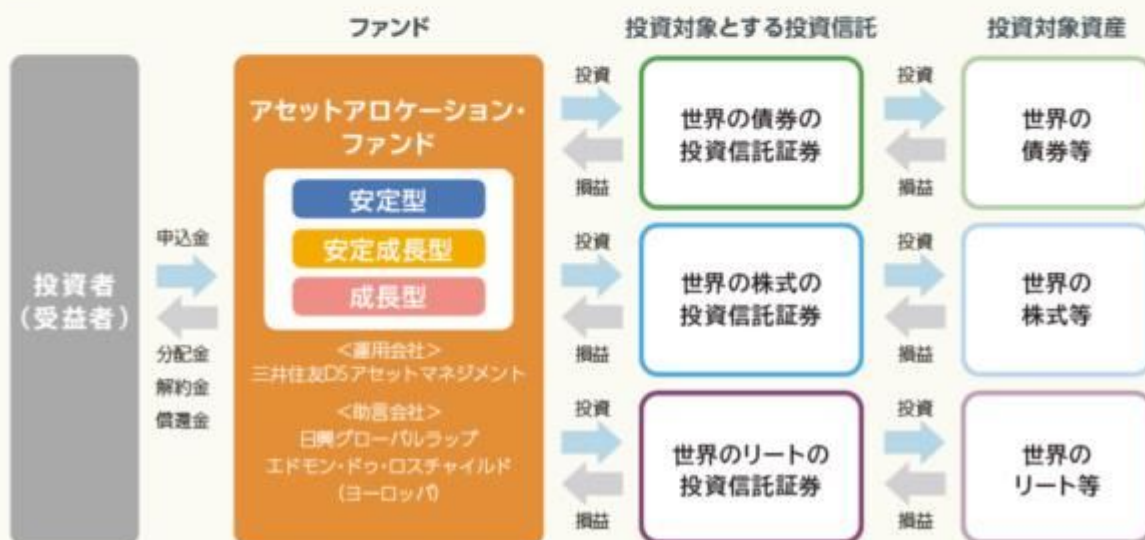 ファンド
投資対象とする投資信託
投資対象資産
投資者
（受益者）
申込金
分配金
解約金
償還金
アセットアロケーション・
ファンド
安定型
安定成長型
成長型
＜運用会社＞
三井住友DSアセットマネジメント
＜助言会社＞
日興グローバルラップ
エドモン・ドゥ・ロスチャイルド
（ヨーロッパ）
投資
損益
世界の債券の
投資信託証券
投資
損益
世界の
債券等
投資
損益
世界の株式の
投資信託証券
投資
損益
世界の
株式等
投資
損益
世界のリートの
投資信託証券
投資
損益
世界の
リート等